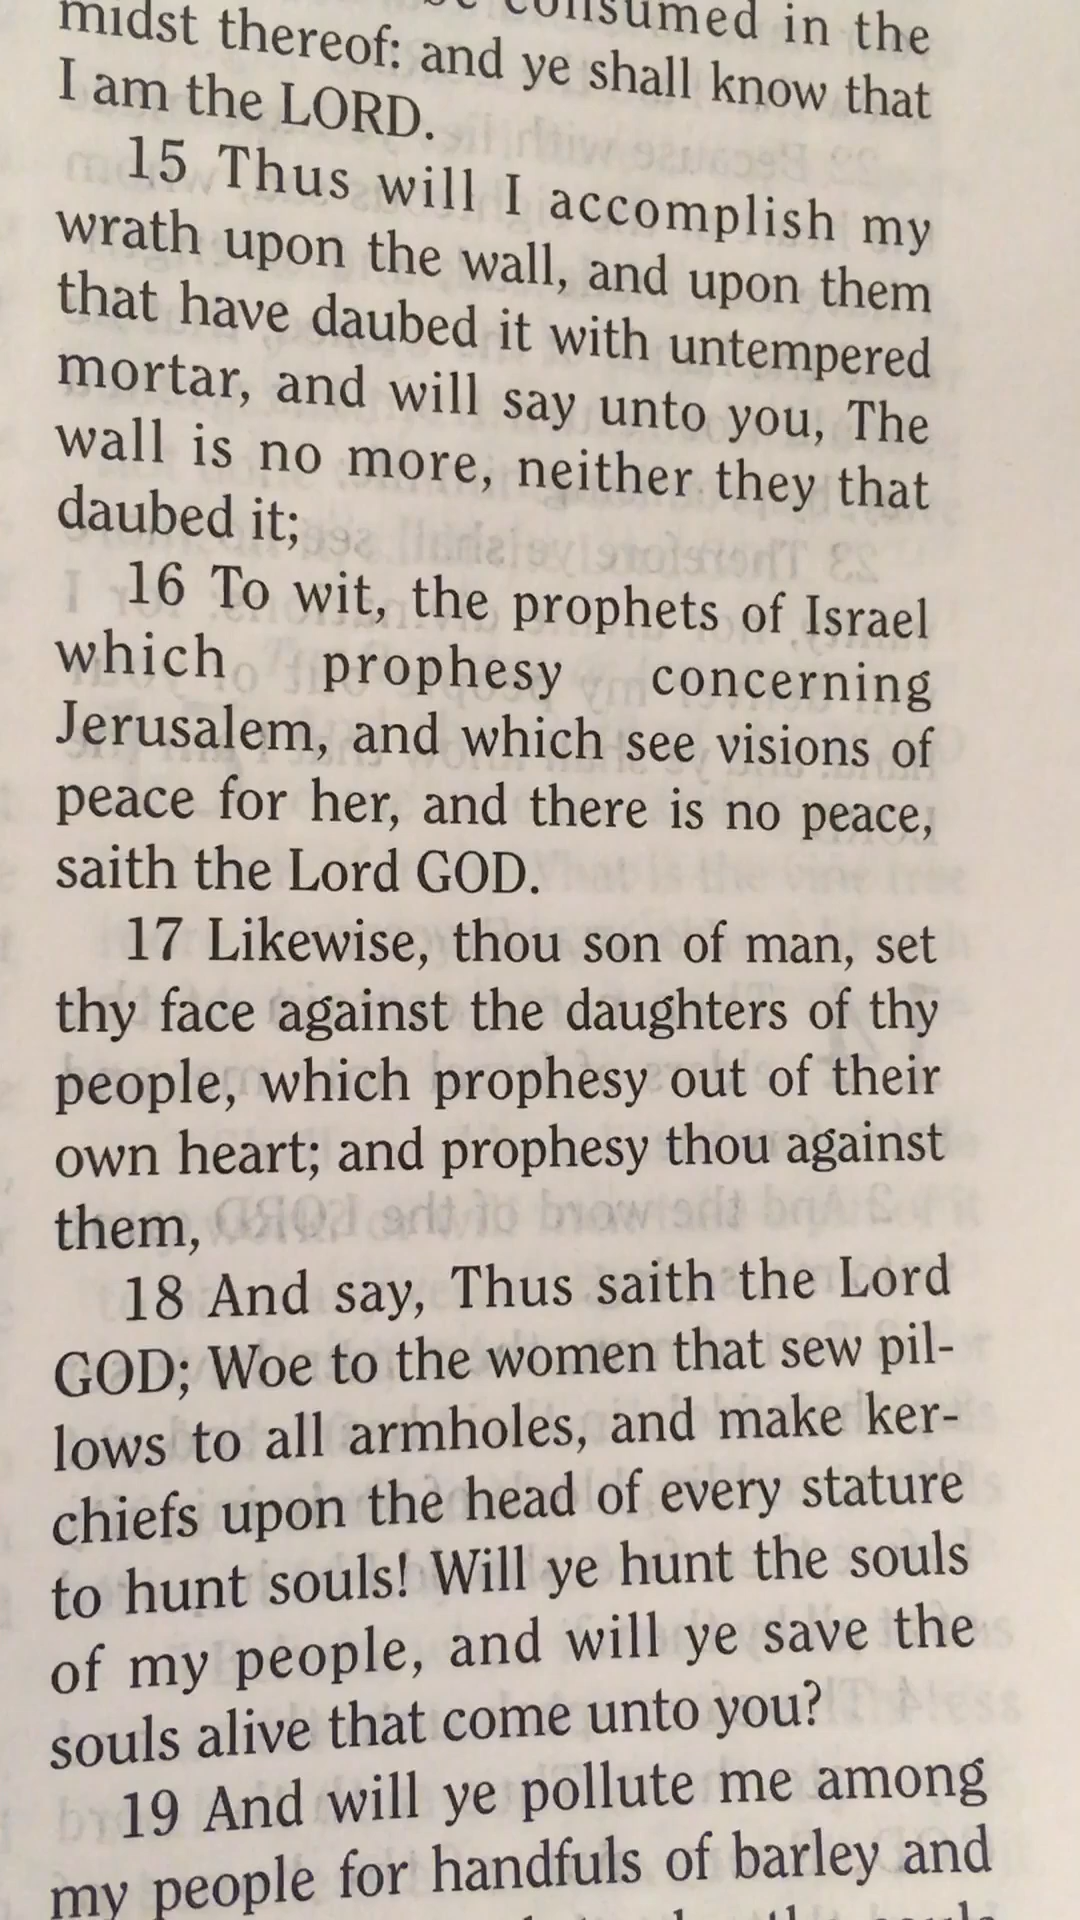 consumed in the
midst thereof: and ye shall know that
I am the LORD.
15 Thus will I accomplish my
wrath upon the wall, and upon them
that have daubed it with untempered
mortar, and will say unto you, The
wall is no more, neither they that
daubed it;
16 To wit, the prophets of Israel
which prophesy concerning
Jerusalem, and which see visions of
peace for her, and there is no peace,
saith the Lord GOD.
17 Likewise, thou son of man, set
thy face against the daughters of thy
people, which prophesy out of their
own heart; and prophesy thou against
them,
18 And say, Thus saith the Lord
GOD; Woe to the women that sew pil-
lows to all armholes, and make ker-
chiefs upon the head of every stature
to hunt souls! Will ye hunt the souls
of my people, and will ye save the
souls alive that come unto you?
19 And will ye pollute me among
my people for handfuls of barley and